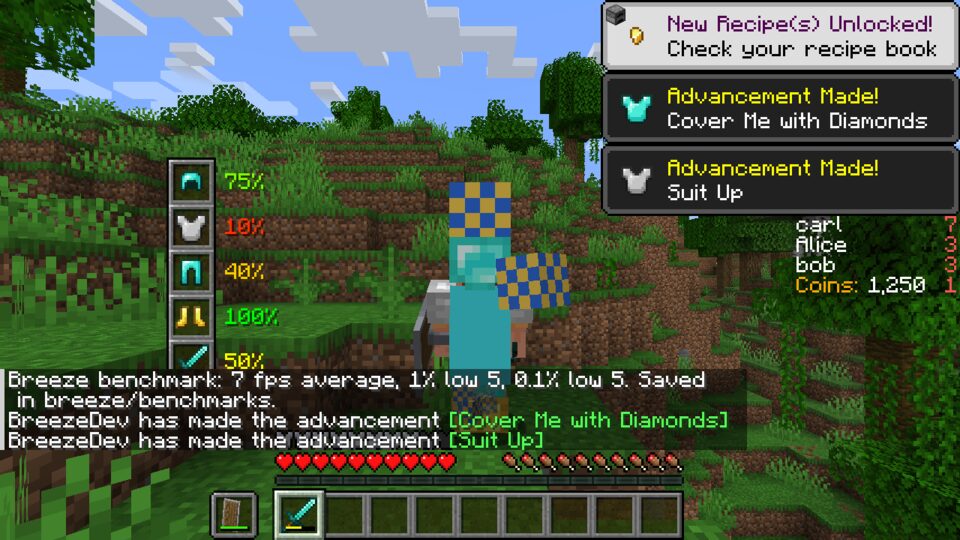 New Recipe(s) Unlocked!
Check your recipe book
Advancement Made!
Cover Me with Diamonds
Advancement Made!
Suit Up
75%
10%
40%
100%
50%
carl 7
Alice 3
bob 3
Coins: 1,250 1
Breeze benchmark: 7 fps average, 1% low 5, 0.1% low 5. Saved
in breeze/benchmarks.
BreezeDev has made the advancement [Cover Me with Diamonds]
BreezeDev has made the advancement [Suit Up]